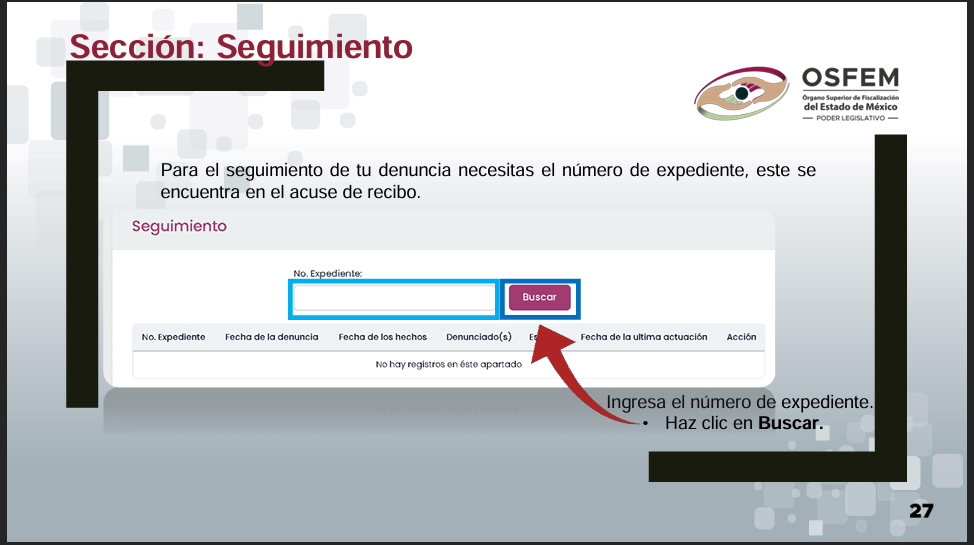 Sección: Seguimiento
OSFEM
Órgano Superior de Fiscalización
del Estado de México
PODER LEGISLATIVO
Para el seguimiento de tu denuncia necesitas el número de expediente, este se
encuentra en el acuse de recibo.
Seguimiento
No. Expediente:
Buscar
No. Expediente Fecha de la denuncia Fecha de los hechos Denunciado(s) Fecha de la ultima actuación Acción
No hay registros en éste apartado
Ingresa el número de expediente.
• Haz clic en Buscar.
27